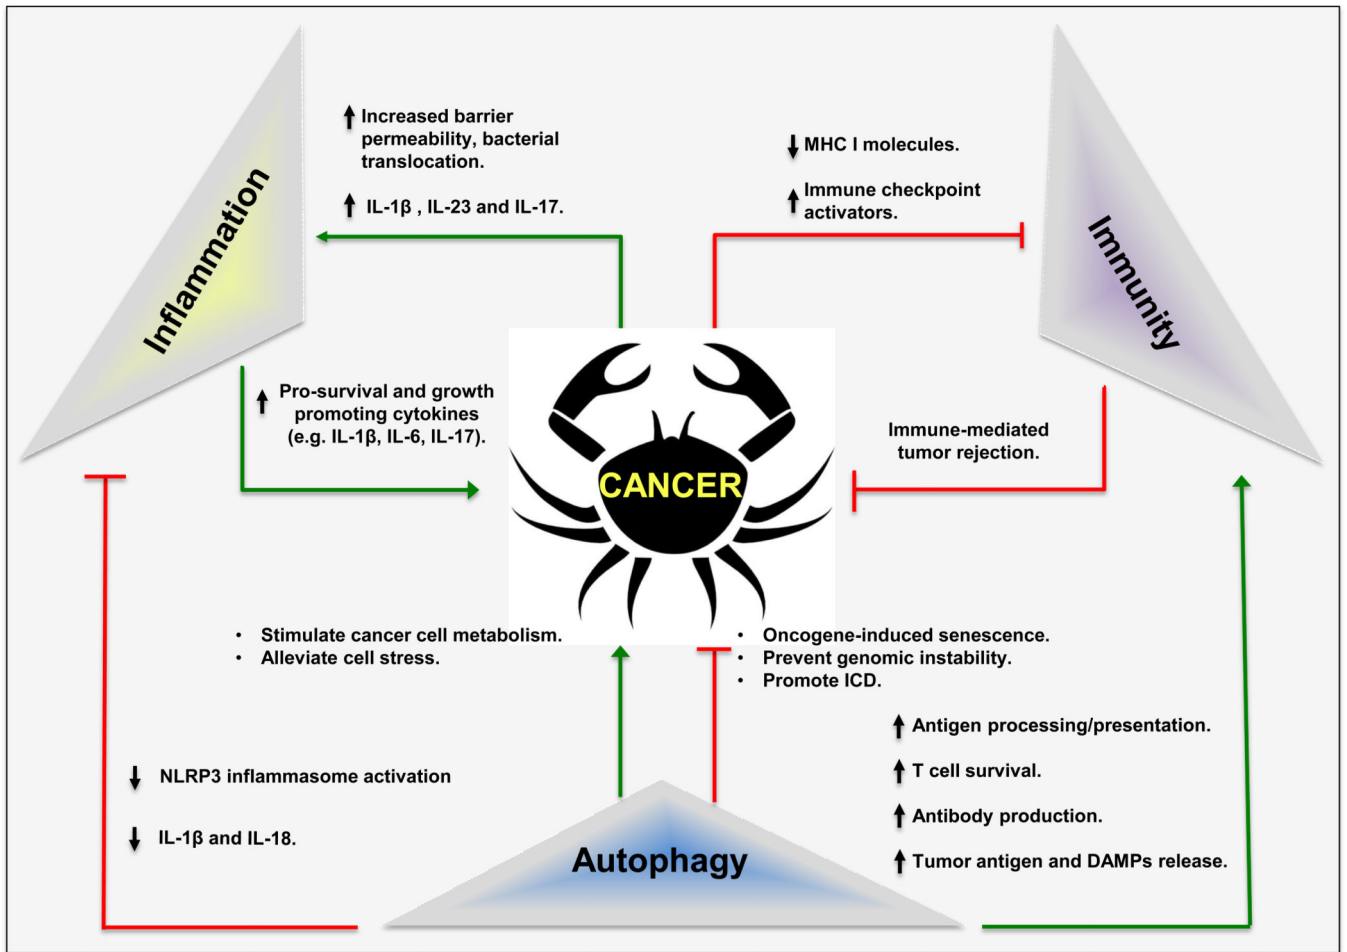 Increased barrier
permeability, bacterial
translocation.
IL-1β , IL-23 and IL-17.
MHC I molecules.
Immune checkpoint
activators.
Inflammation
Immunity
Pro-survival and growth
promoting cytokines
(e.g. IL-1β, IL-6, IL-17).
Immune-mediated
tumor rejection.
CANCER
• Stimulate cancer cell metabolism.
• Alleviate cell stress.
• Oncogene-induced senescence.
• Prevent genomic instability.
• Promote ICD.
Antigen processing/presentation.
T cell survival.
Antibody production.
Tumor antigen and DAMPs release.
NLRP3 inflammasome activation
IL-1β and IL-18.
Autophagy